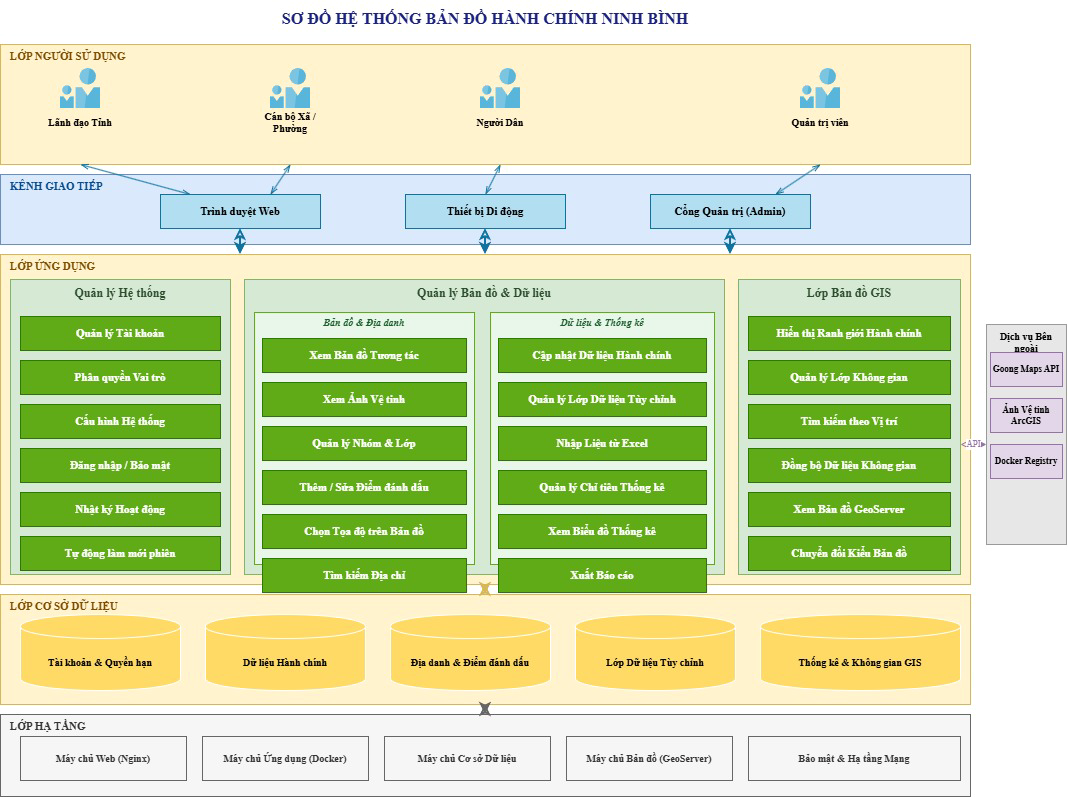 SƠ ĐỒ HỆ THỐNG BẢN ĐỒ HÀNH CHÍNH NINH BÌNH
LỚP NGƯỜI SỬ DỤNG
Lãnh đạo Tỉnh
Cán bộ Xã /
Phường
Người Dân
Quản trị viên
KÊNH GIAO TIẾP
Trình duyệt Web
Thiết bị Di động
Cổng Quản trị (Admin)
LỚP ỨNG DỤNG
Quản lý Hệ thống
Quản lý Tài khoản
Phân quyền Vai trò
Cấu hình Hệ thống
Đăng nhập / Bảo mật
Nhật ký Hoạt động
Tự động làm mới phiên
Quản lý Bản đồ & Dữ liệu
Bản đồ & Địa danh
Xem Bản đồ Tương tác
Xem Ảnh Vệ tinh
Quản lý Nhóm & Lớp
Thêm / Sửa Điểm đánh dấu
Chọn Tọa độ trên Bản đồ
Tìm kiếm Địa chỉ
Dữ liệu & Thống kê
Cập nhật Dữ liệu Hành chính
Quản lý Lớp Dữ liệu Tùy chỉnh
Nhập Liệu từ Excel
Quản lý Chỉ tiêu Thống kê
Xem Biểu đồ Thống kê
Xuất Báo cáo
Lớp Bản đồ GIS
Hiển thị Ranh giới Hành chính
Quản lý Lớp Không gian
Tìm kiếm theo Vị trí
Đồng bộ Dữ liệu Không gian
Xem Bản đồ GeoServer
Chuyển đổi Kiểu Bản đồ
API
Dịch vụ Bên
ngoài
Goong Maps API
Ảnh Vệ tinh
ArcGIS
Docker Registry
LỚP CƠ SỞ DỮ LIỆU
Tài khoản & Quyền hạn
Dữ liệu Hành chính
Địa danh & Điểm đánh dấu
Lớp Dữ liệu Tùy chỉnh
Thống kê & Không gian GIS
LỚP HẠ TẦNG
Máy chủ Web (Nginx)
Máy chủ Ứng dụng (Docker)
Máy chủ Cơ sở Dữ liệu
Máy chủ Bản đồ (GeoServer)
Bảo mật & Hạ tầng Mạng